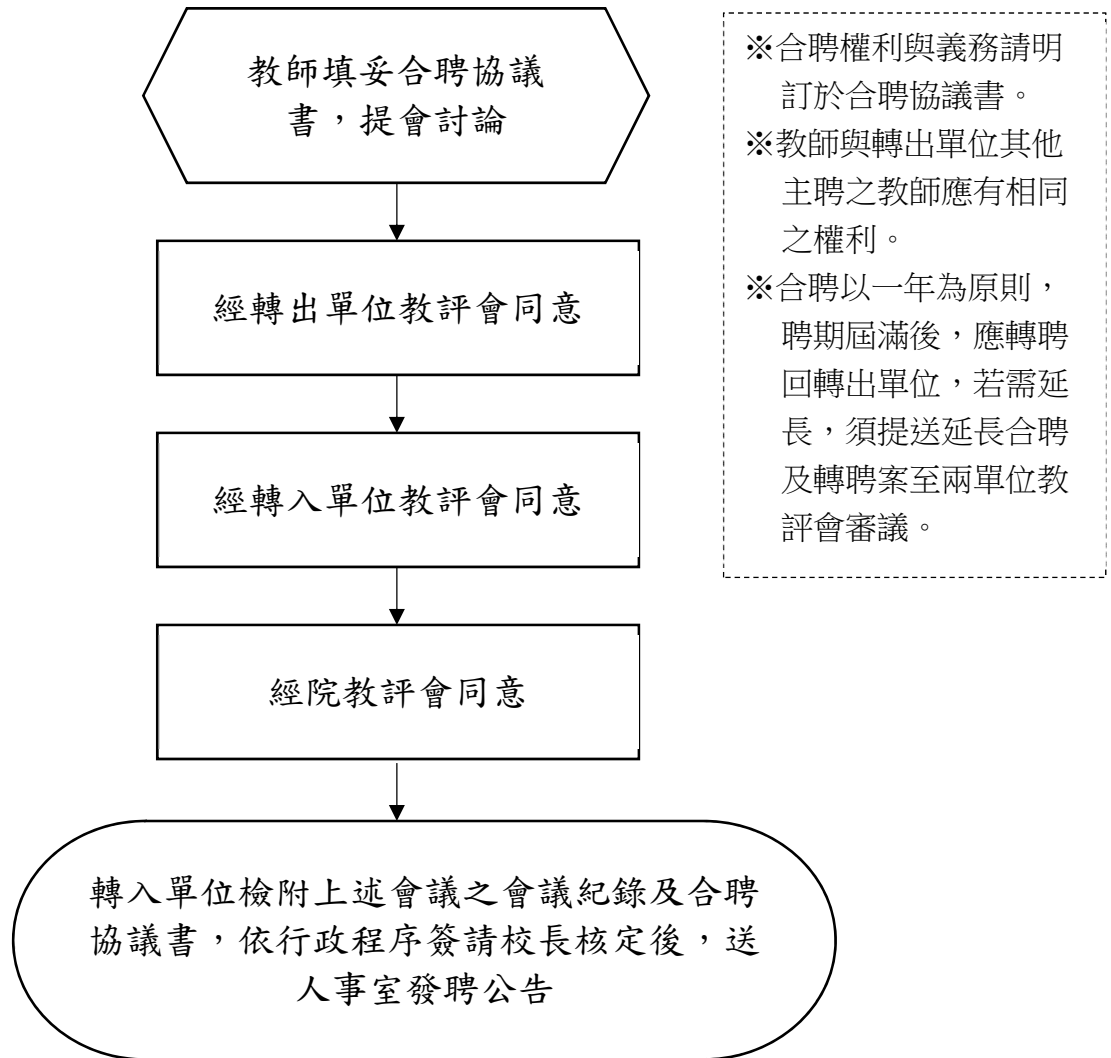 教師填妥合聘協議
書，提會討論
經轉出單位教評會同意
經轉入單位教評會同意
經院教評會同意
轉入單位檢附上述會議之會議紀錄及合聘
協議書，依行政程序簽請校長核定後，送
人事室發聘公告
※合聘權利與義務請明
訂於合聘協議書。
※教師與轉出單位其他
主聘之教師應有相同
之權利。
※合聘以一年為原則，
聘期屆滿後，應轉聘
回轉出單位，若需延
長，須提送延長合聘
及轉聘案至兩單位教
評會審議。